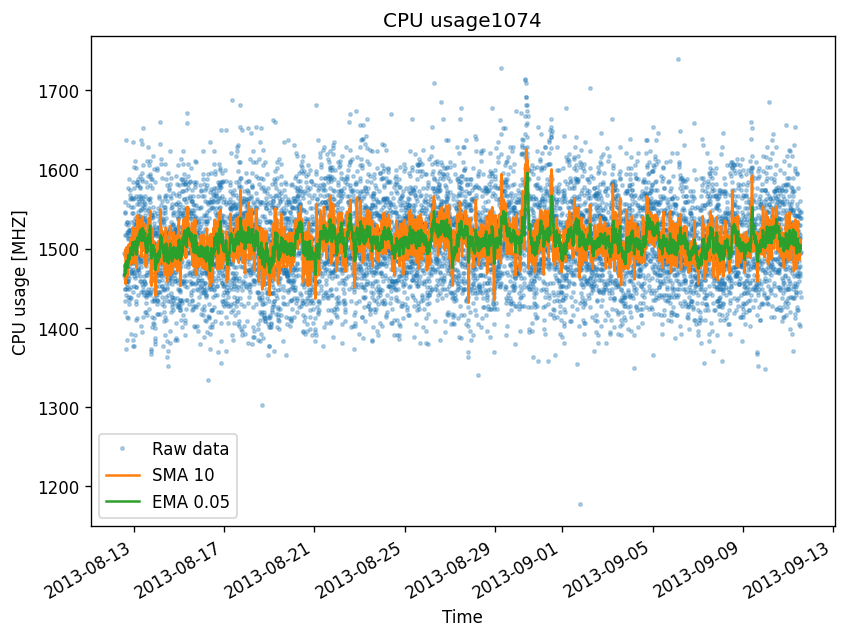 CPU usage1074
CPU usage [MHZ]
1700
1600
1500
1400
1300
1200
Raw data
SMA 10
EMA 0.05
2013-08-13
2013-08-17
2013-08-21
2013-08-25
2013-08-29
2013-09-01
2013-09-05
2013-09-09
2013-09-13
Time